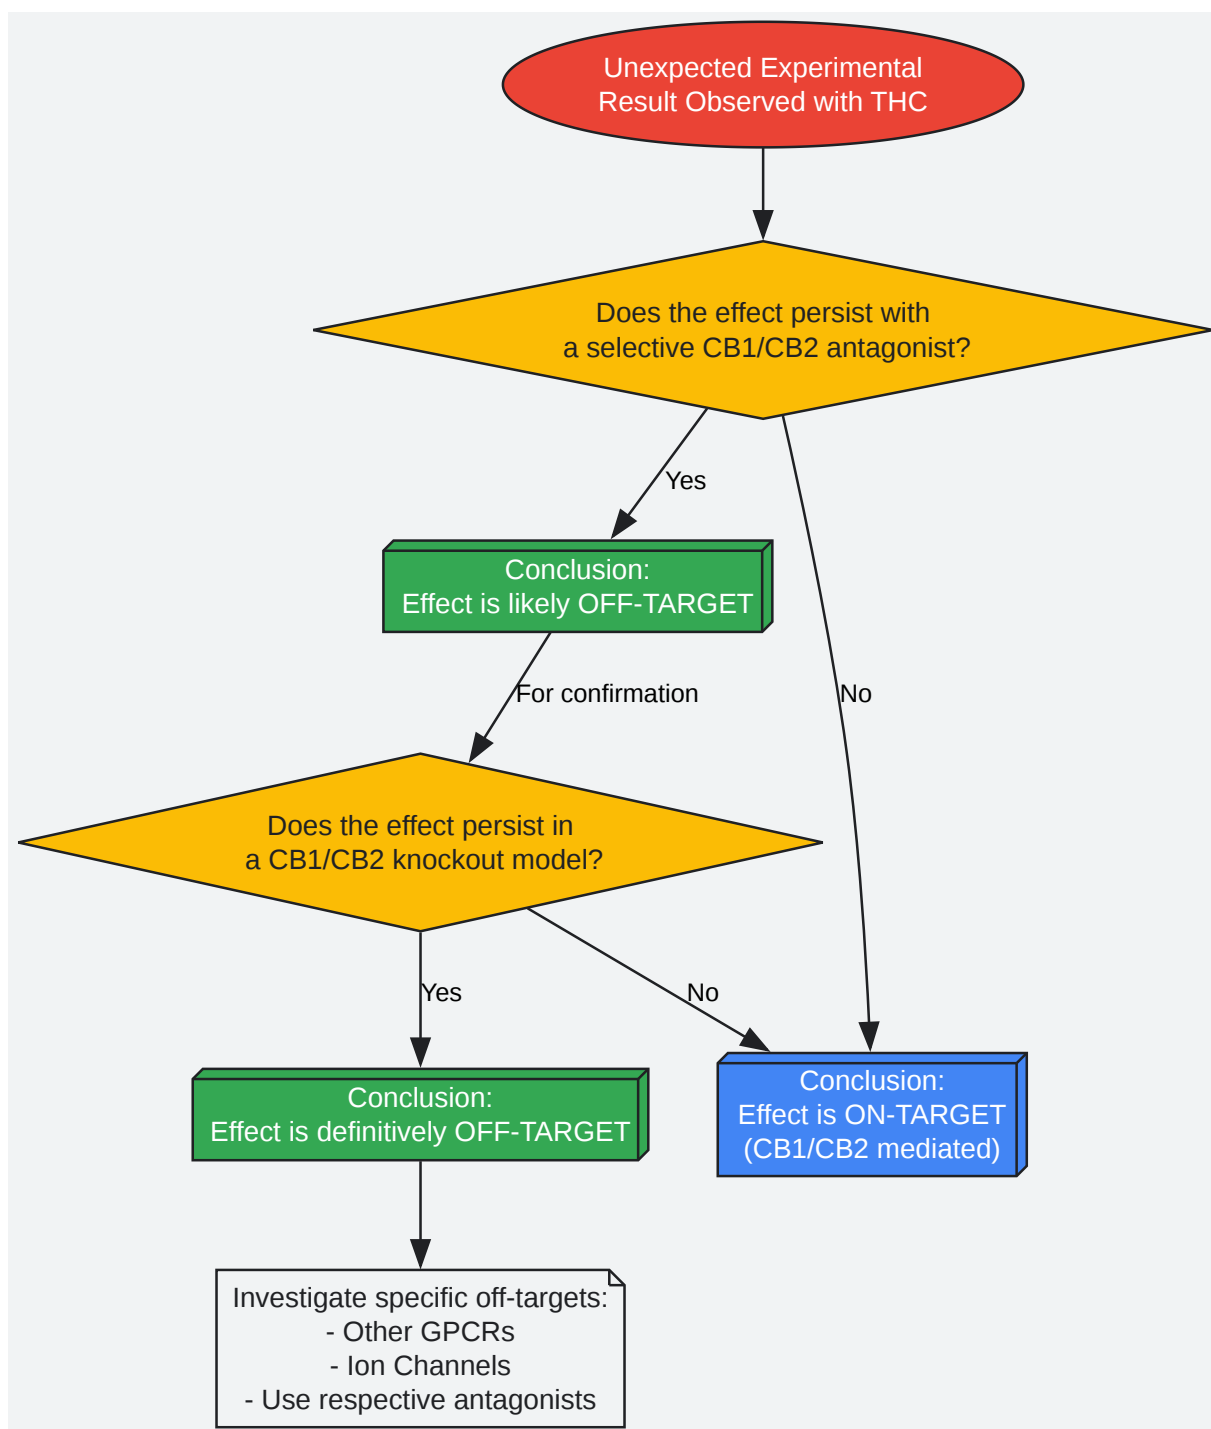 Unexpected Experimental
Result Observed with THC
Does the effect persist with
a selective CB1/CB2 antagonist?
Yes
Conclusion:
Effect is likely OFF-TARGET
For confirmation
No
Does the effect persist in
a CB1/CB2 knockout model?
Yes
No
Conclusion:
Effect is definitively OFF-TARGET
Conclusion:
Effect is ON-TARGET
(CB1/CB2 mediated)
Investigate specific off-targets:
- Other GPCRs
- Ion Channels
- Use respective antagonists